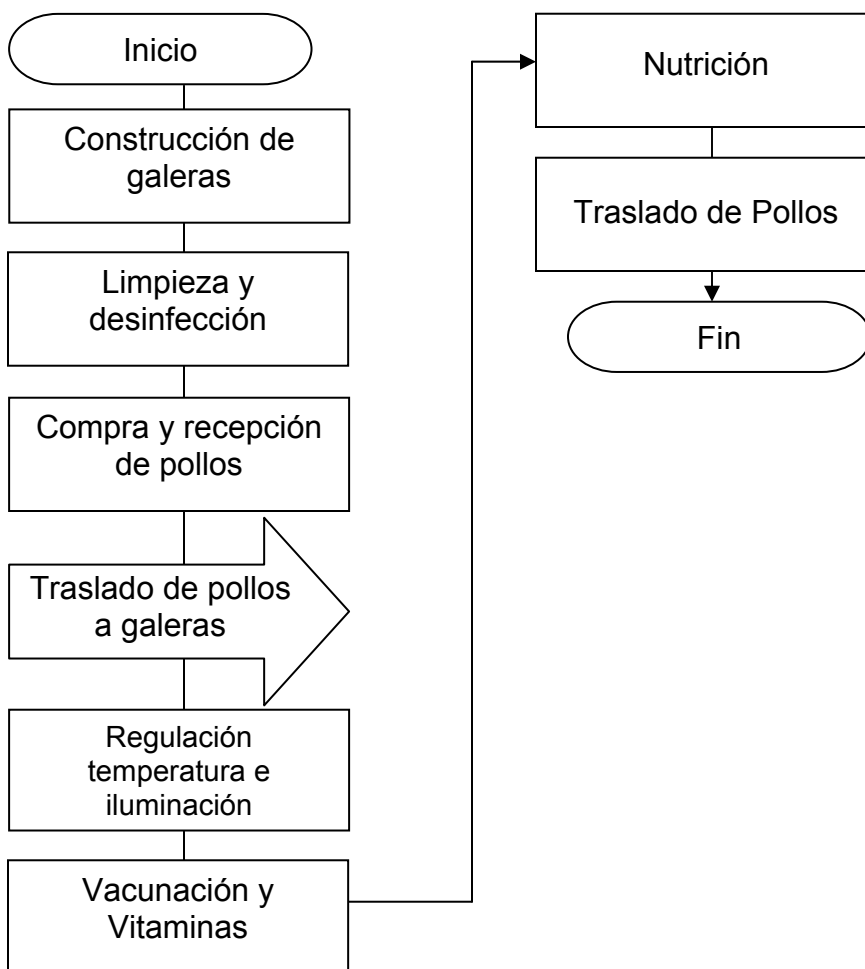 Inicio
Construcción de
galeras
Limpieza y
desinfección
Compra y recepción
de pollos
Traslado de pollos
a galeras
Regulación
temperatura e
iluminación
Vacunación y
Vitaminas
Nutrición
Traslado de Pollos
Fin